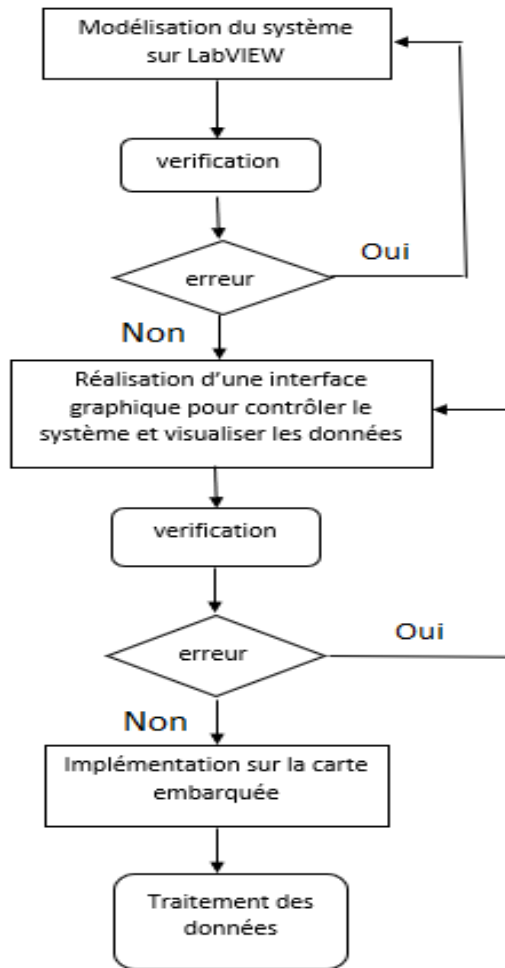 Modélisation du système
sur LabVIEW
verification
erreur
Oui
Non
Réalisation d'une interface
graphique pour contrôler le
système et visualiser les données
verification
erreur
Oui
Non
Implémentation sur la carte
embarquée
Traitement des
données